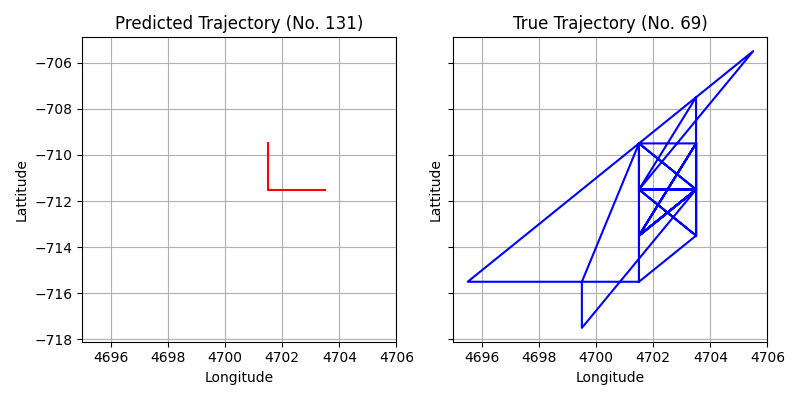 Predicted Trajectory (No. 131)
True Trajectory (No. 69)
−706
−708
−710
−712
−714
−716
−718
Lattitude
Lattitude
4696 4698 4700 4702 4704 4706
4696 4698 4700 4702 4704 4706
Longitude
Longitude